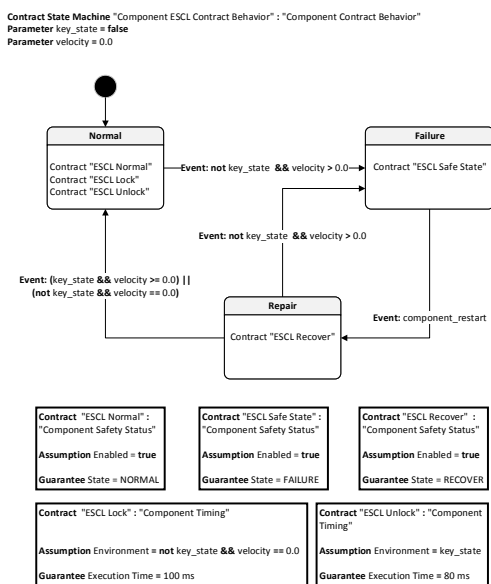 Contract State Machine "Component ESCL Contract Behavior" : "Component Contract Behavior"
Parameter key_state = false
Parameter velocity = 0.0
Normal
Contract "ESCL Normal"
Contract "ESCL Lock"
Contract "ESCL Unlock"
Event: not key_state && velocity > 0.0
Failure
Contract "ESCL Safe State"
Event: not key_state && velocity > 0.0
Event: (key_state && velocity >= 0.0) ||
(not key_state && velocity == 0.0)
Repair
Contract "ESCL Recover"
Event: component_restart
Contract "ESCL Normal" :
"Component Safety Status"
Assumption Enabled = true
Guarantee State = NORMAL
Contract "ESCL Safe State" :
"Component Safety Status"
Assumption Enabled = true
Guarantee State = FAILURE
Contract "ESCL Recover" :
"Component Safety Status"
Assumption Enabled = true
Guarantee State = RECOVER
Contract "ESCL Lock" : "Component Timing"
Assumption Environment = not key_state && velocity == 0.0
Guarantee Execution Time = 100 ms
Contract "ESCL Unlock" : "Component
Timing"
Assumption Environment = key_state
Guarantee Execution Time = 80 ms